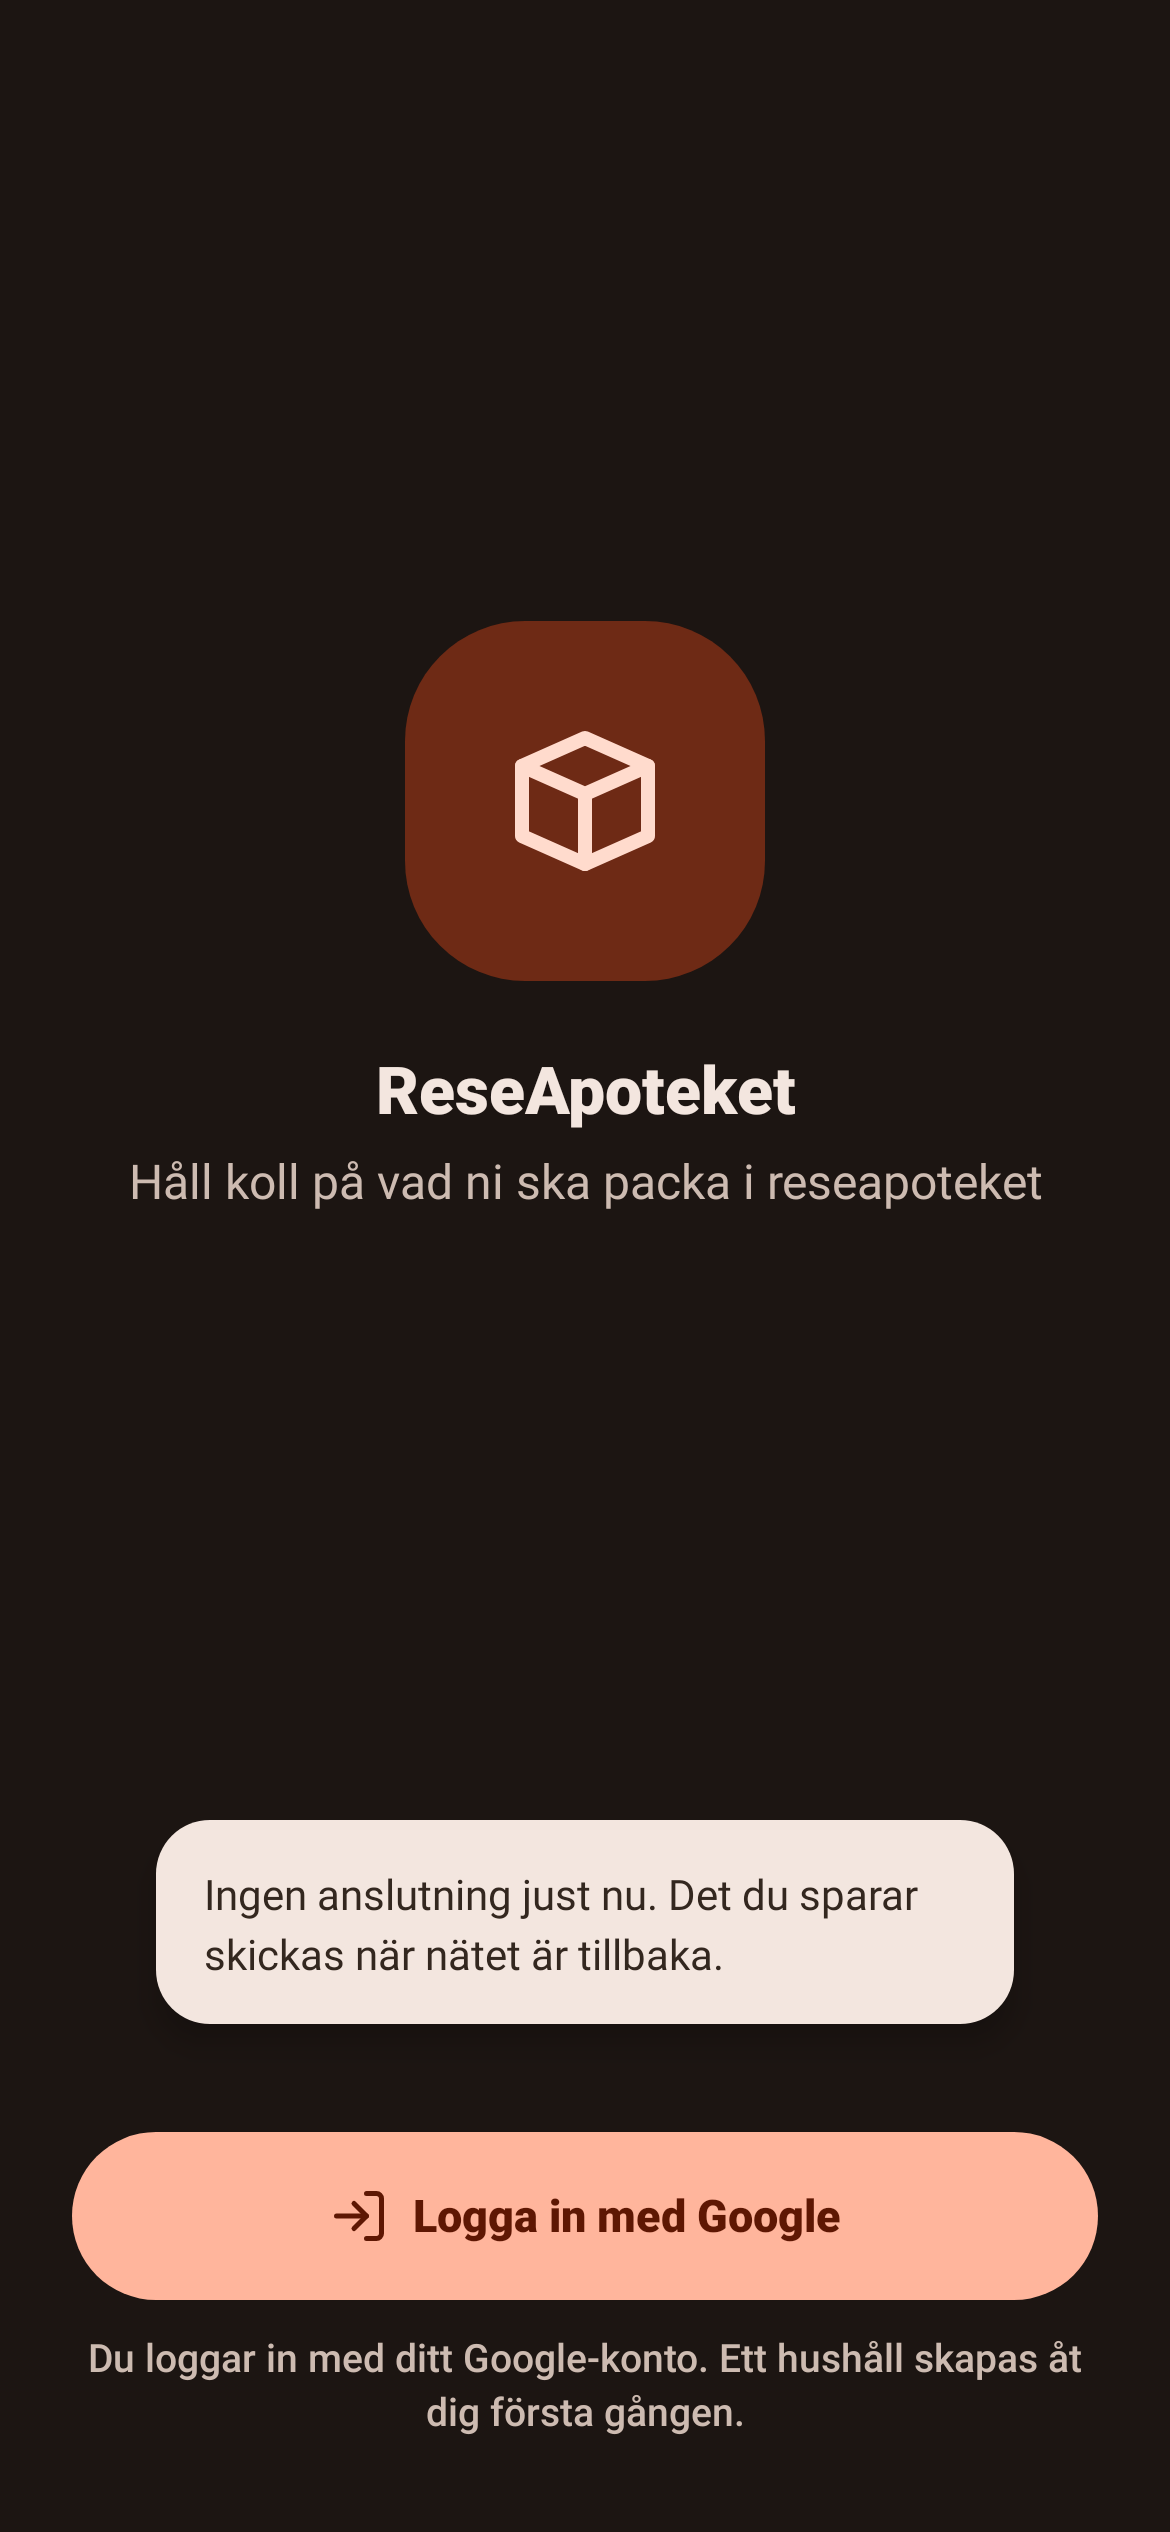 ReseApoteket
Håll koll på vad ni ska packa i reseapoteket
Ingen anslutning just nu. Det du sparar
skickas när nätet är tillbaka.
Logga in med Google
Du loggar in med ditt Google-konto. Ett hushåll skapas åt
dig första gången.